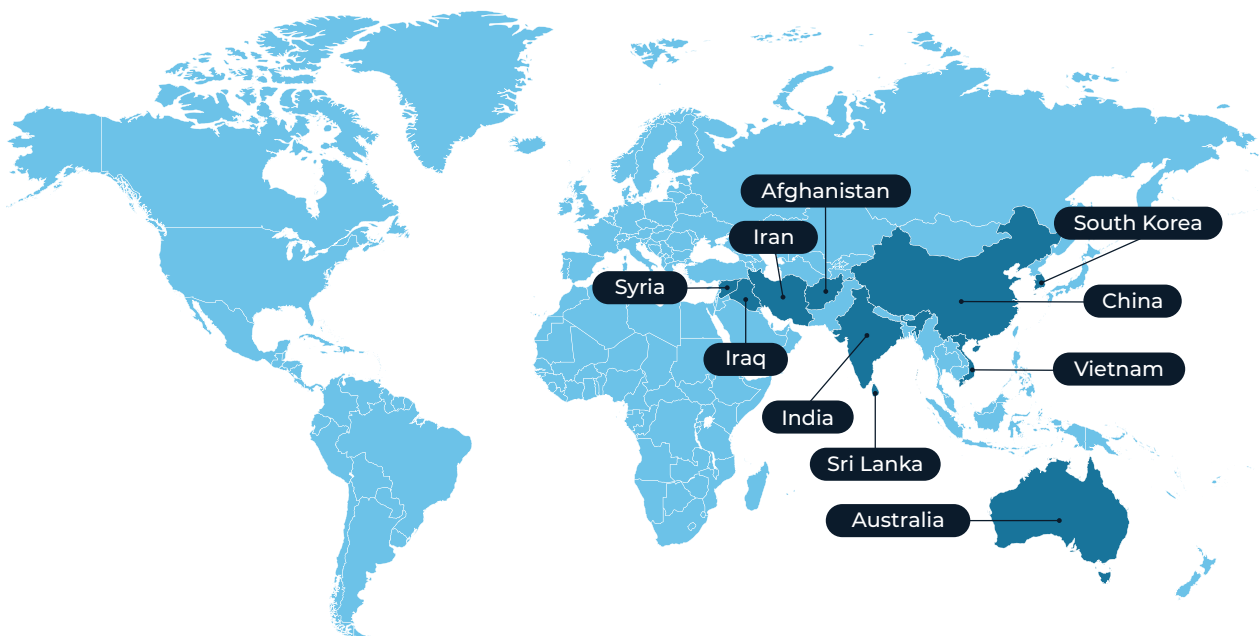 Afghanistan
South Korea
Iran
Syria
China
Iraq
Vietnam
India
Sri Lanka
Australia